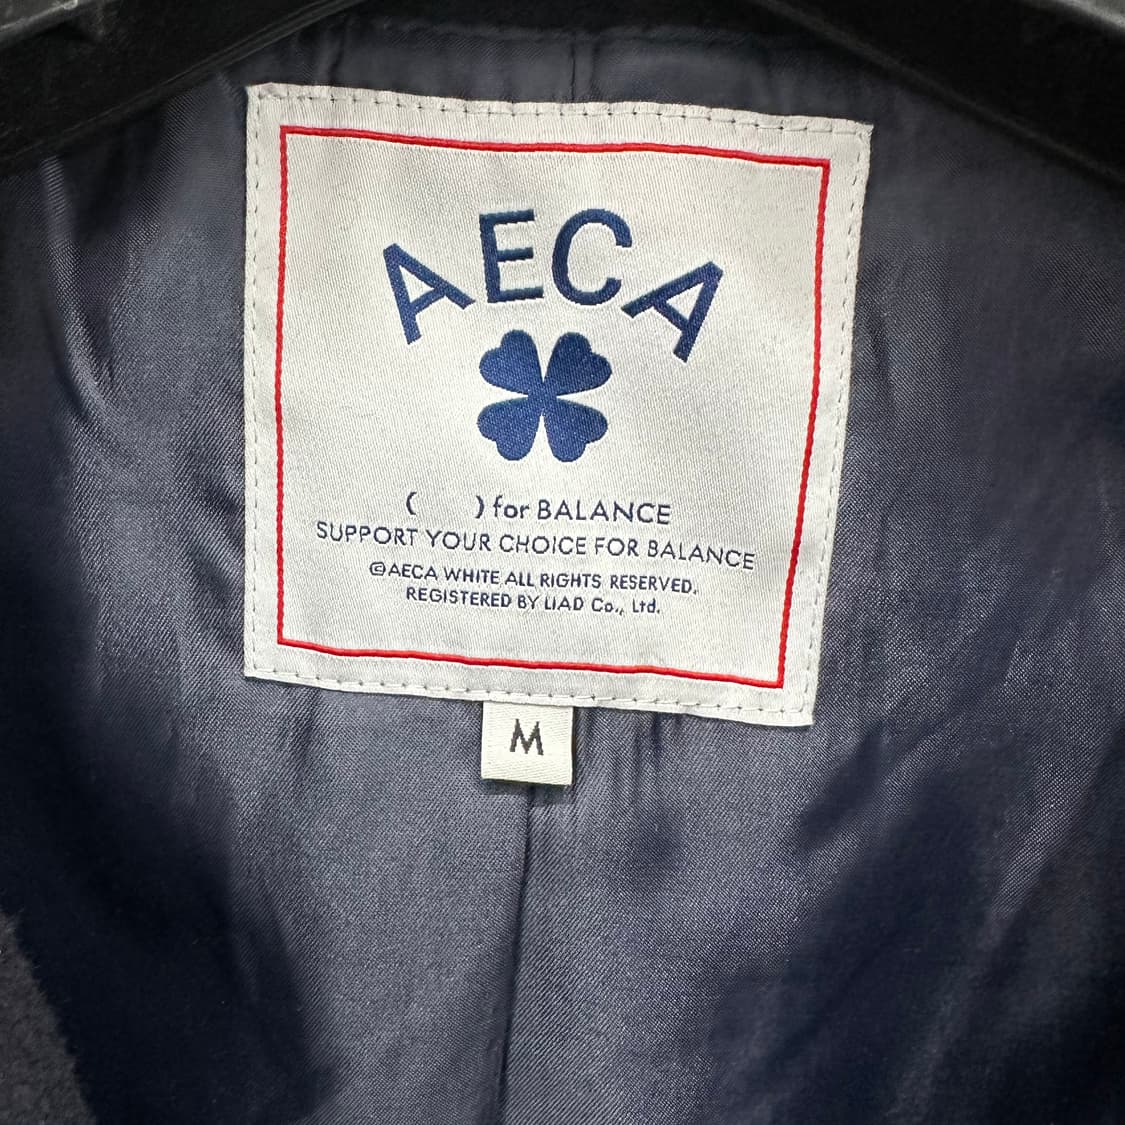 AECA
( ) for BALANCE
SUPPORT YOUR CHOICE FOR BALANCE
©AECA WHITE ALL RIGHTS RESERVED.
REGISTERED BY LIAD Co., Ltd.
M